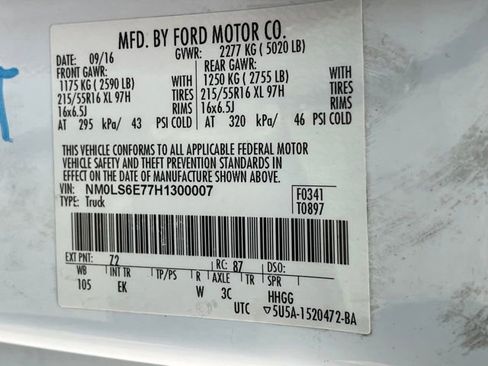 MFD. BY FORD MOTOR CO.
DATE: 09/16 GVWR: 2277 KG ( 5020 LB)
FRONT GAWR: REAR GAWR:
1175 KG ( 2590 LB) WITH 1250 KG ( 2755 LB) WITH
215/55R16 XL 97H TIRES 215/55R16 XL 97H TIRES
16x6.5J RIMS 16x6.5J RIMS
AT 295 kPa/ 43 PSI COLD AT 320 kPa/ 46 PSI COLD
THIS VEHICLE CONFORMS TO ALL APPLICABLE FEDERAL MOTOR
VEHICLE SAFETY AND THEFT PREVENTION STANDARDS IN
EFFECT ON THE DATE OF MANUFACTURE SHOWN ABOVE.
VIN: NM0LS6E77H1300007 F0341
TYPE: Truck T0897
EXT PNT: 72 RC: 87 DSO:
WB INT TR TP/PS R AXLE TR SPR
105 EK W 3C HHGG
UTC ▽5U5A-1520472-BA